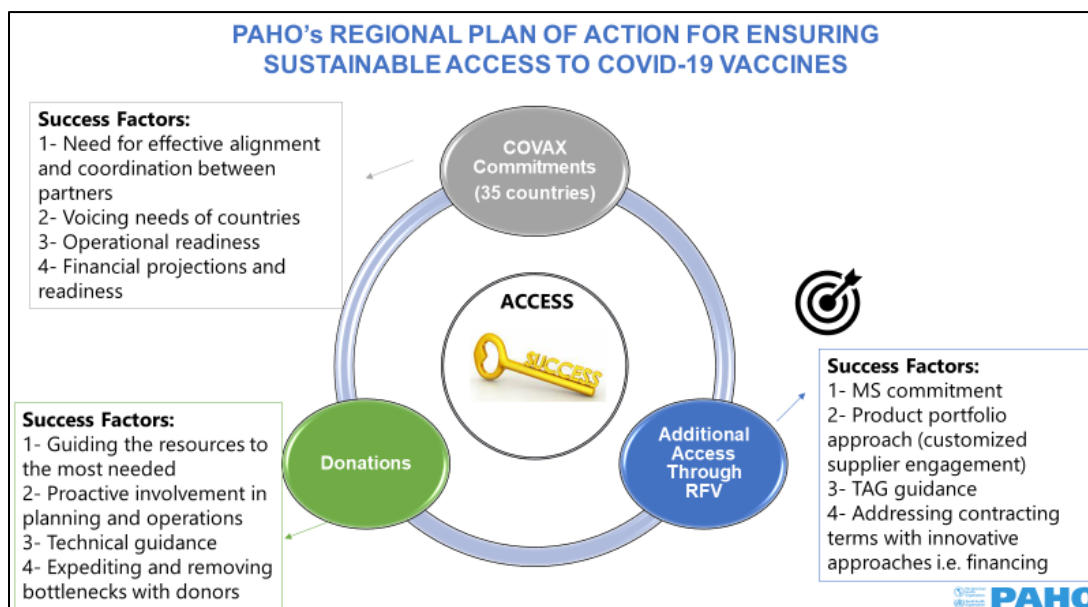 PAHO's REGIONAL PLAN OF ACTION FOR ENSURING
SUSTAINABLE ACCESS TO COVID-19 VACCINES
Success Factors:
1- Need for effective alignment
and coordination between
partners
2- Voicing needs of countries
3- Operational readiness
4- Financial projections and
readiness
COVAX
Commitments
(35 countries)
ACCESS
SUCCESS
Success Factors:
1- Guiding the resources to
the most needed
2- Proactive involvement in
planning and operations
3- Technical guidance
4- Expediting and removing
bottlenecks with donors
Donations
Additional
Access
Through
RFV
Success Factors:
1- MS commitment
2- Product portfolio
approach (customized
supplier engagement)
3- TAG guidance
4- Addressing contracting
terms with innovative
approaches i.e. financing
PAHO